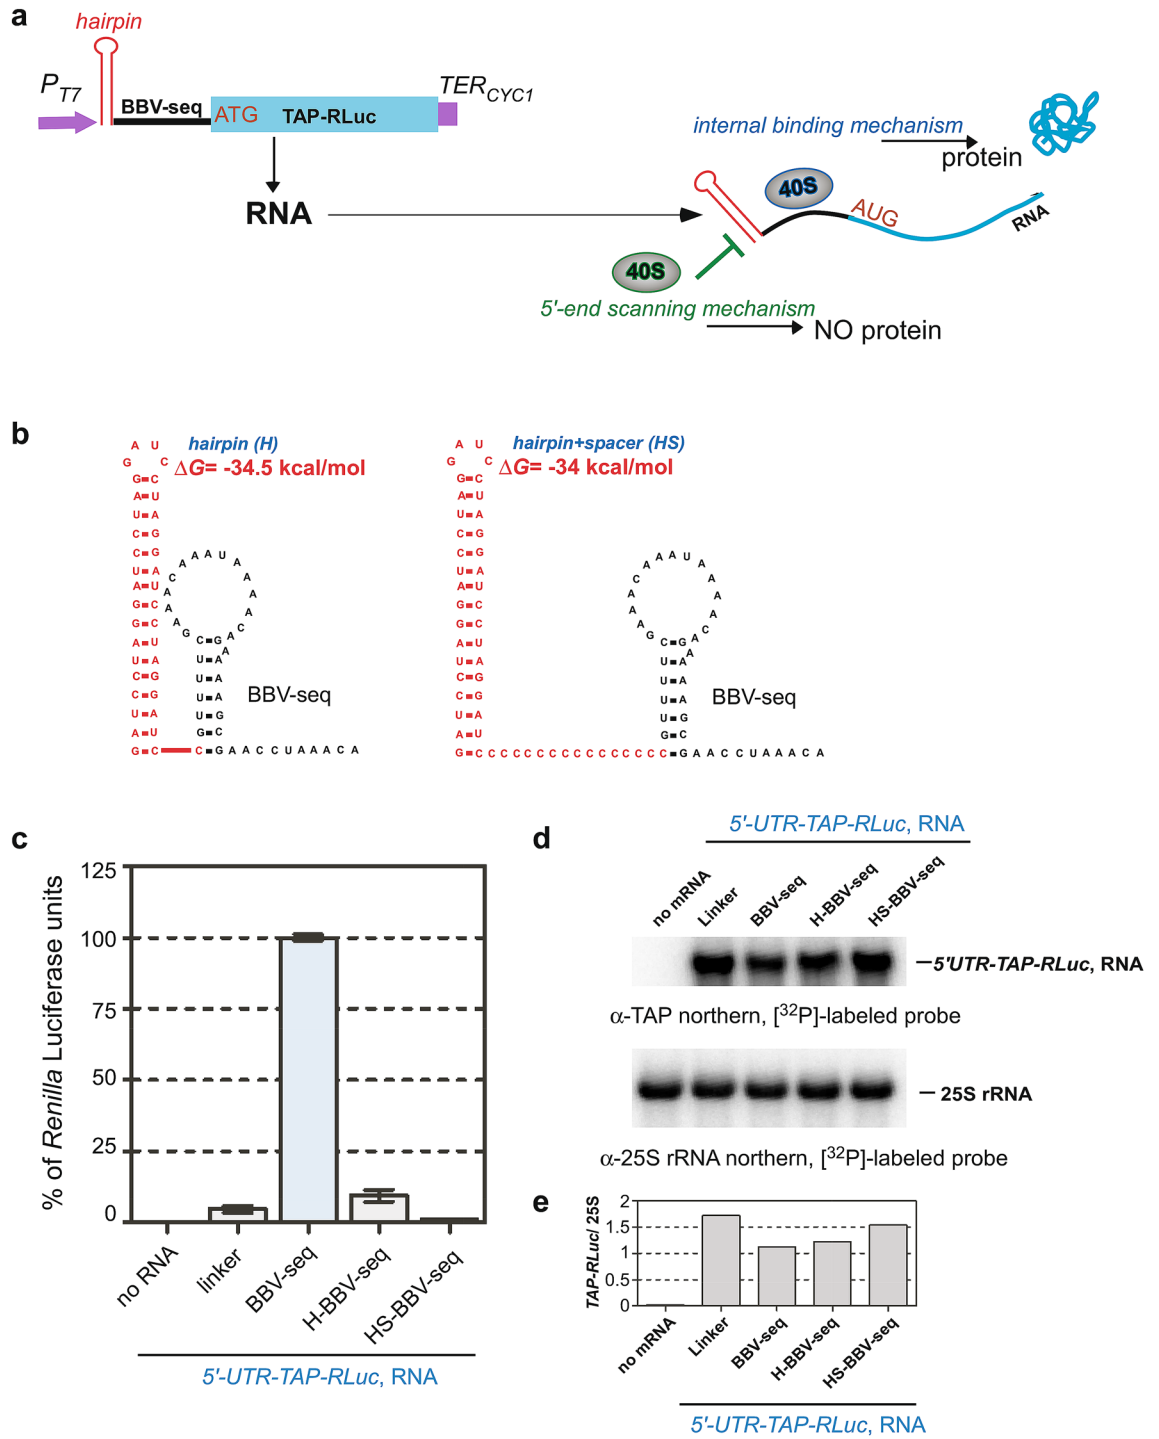 a
hairpin
P T7
BBV-seq
ATG
TAP-RLuc
TER CYC1
RNA
internal binding mechanism
protein
40S
AUG
RNA
40S
5'-end scanning mechanism
NO protein
b
hairpin (H)
ΔG= -34.5 kcal/mol
BBV-seq
G A A C C U A A A C A
hairpin+spacer (HS)
ΔG= -34 kcal/mol
BBV-seq
G A A C C U A A A C A
c
% of Renilla Luciferase units
125
100
75
50
25
0
no RNA
linker
BBV-seq
H-BBV-seq
HS-BBV-seq
5'-UTR-TAP-RLuc, RNA
d
5'-UTR-TAP-RLuc, RNA
no mRNA
Linker
BBV-seq
H-BBV-seq
HS-BBV-seq
5'UTR-TAP-RLuc, RNA
α-TAP northern, [32P]-labeled probe
25S rRNA
α-25S rRNA northern, [32P]-labeled probe
e
TAP-RLuc/ 25S
2
1.5
1
0.5
0
no mRNA
Linker
BBV-seq
H-BBV-seq
HS-BBV-seq
5'-UTR-TAP-RLuc, RNA